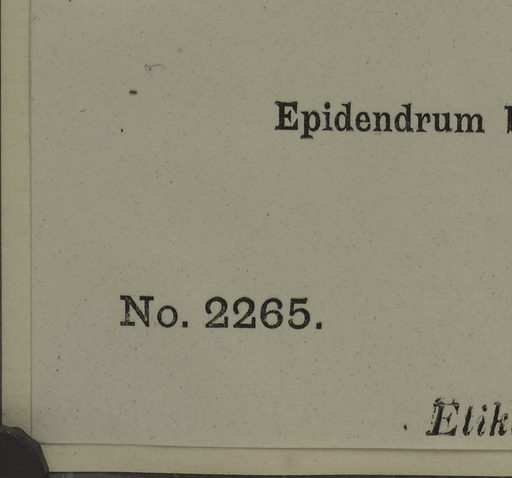 Epidendrum
No. 2265.
Etik